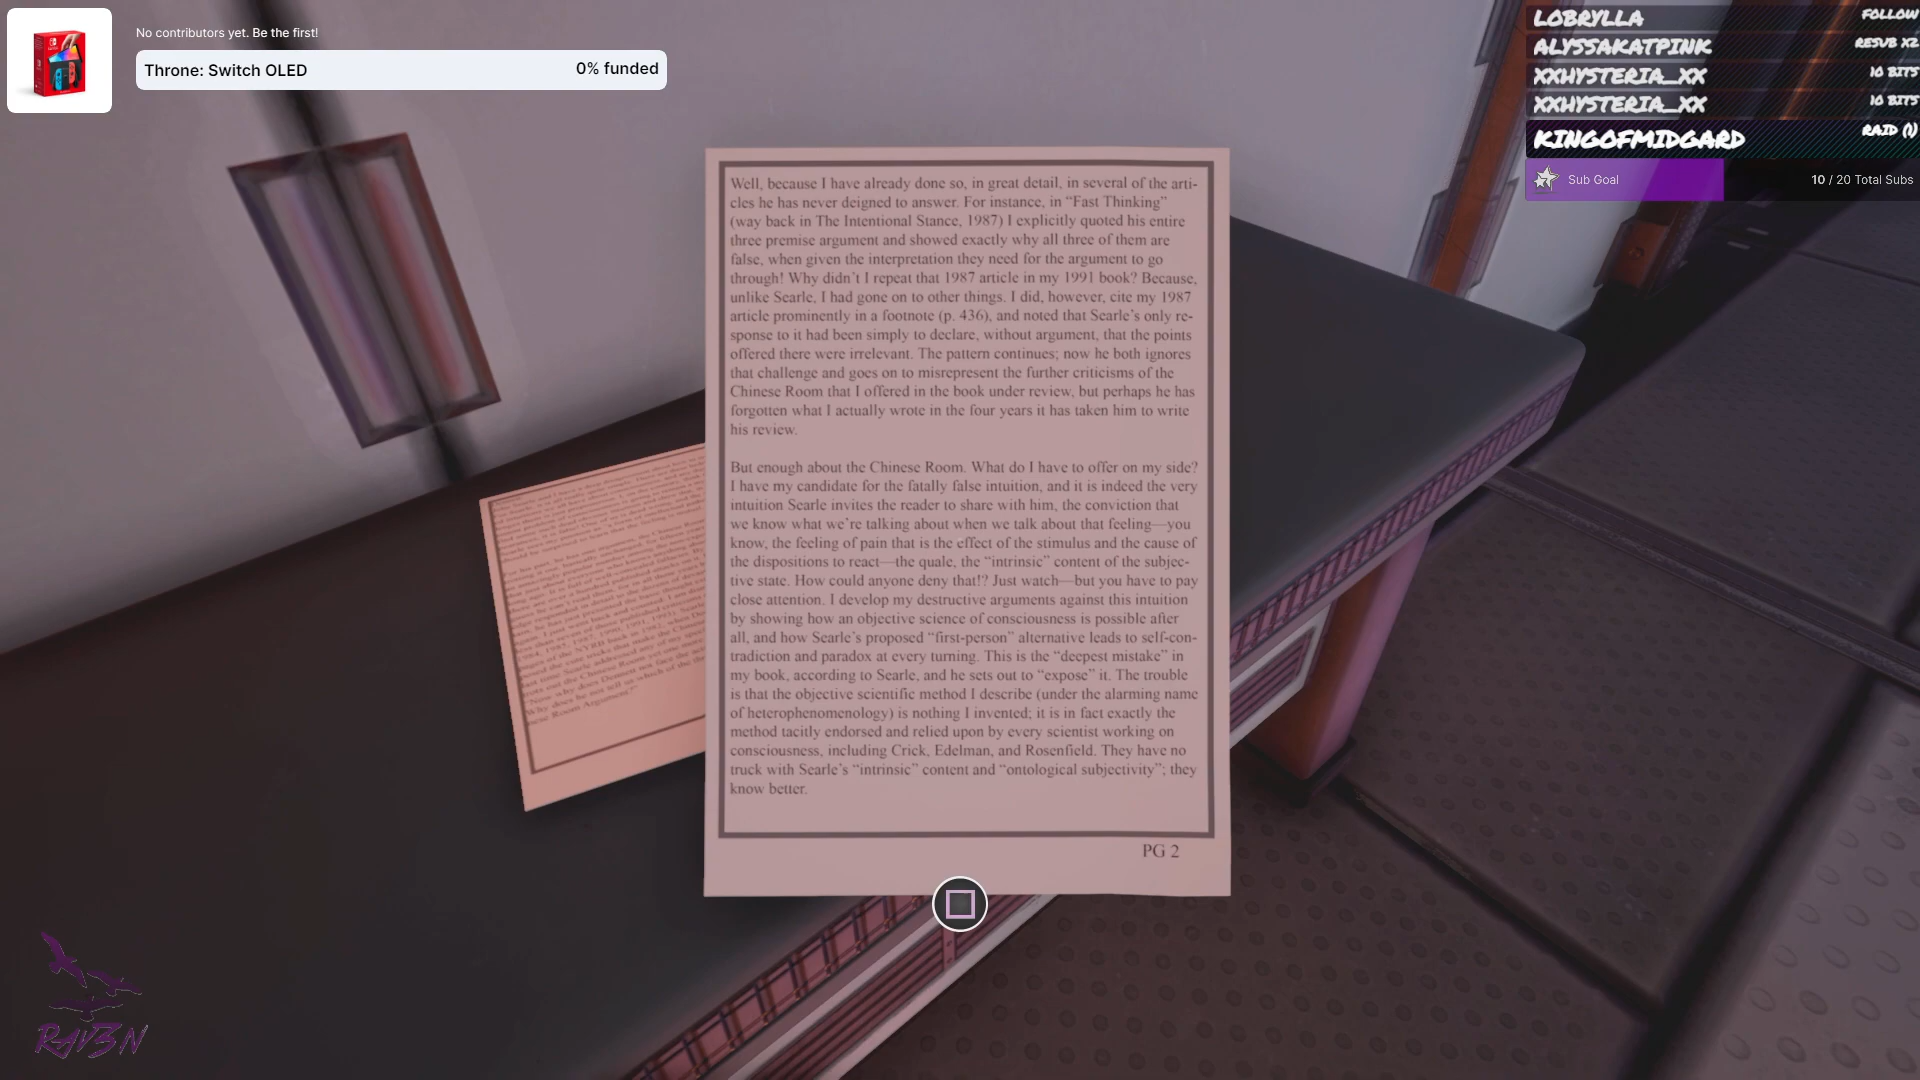 No contributors yet. Be the first!
Throne: Switch OLED
0% funded
LOBRYLLA
FOLLOW
ALYSSAKATPINK
RESUB X2
XXHYSTERIA_XX
10 BITS
XXHYSTERIA_XX
10 BITS
KINGOFMIDGARD
RAID (1)
Sub Goal
10 / 20 Total Subs
Well, because I have already done so, in great detail, in several of the arti-
cles he has never deigned to answer. For instance, in “Fast Thinking”
(way back in The Intentional Stance, 1987) I explicitly quoted his entire
three premise argument and showed exactly why all three of them are
false, when given the interpretation they need for the argument to go
through! Why didn’t I repeat that 1987 article in my 1991 book? Because,
unlike Searle, I had gone on to other things. I did, however, cite my 1987
article prominently in a footnote (p. 436), and noted that Searle’s only re-
sponse to it had been simply to declare, without argument, that the points
offered there were irrelevant. The pattern continues; now he both ignores
that challenge and goes on to misrepresent the further criticisms of the
Chinese Room that I offered in the book under review, but perhaps he has
forgotten what I actually wrote in the four years it has taken him to write
his review.
But enough about the Chinese Room. What do I have to offer on my side?
I have my candidate for the fatally false intuition, and it is indeed the very
intuition Searle invites the reader to share with him, the conviction that
we know what we’re talking about when we talk about that feeling—you
know, the feeling of pain that is the effect of the stimulus and the cause of
the dispositions to react—the quale, the “intrinsic” content of the subjec-
tive state. How could anyone deny that!? Just watch—but you have to pay
close attention. I develop my destructive arguments against this intuition
by showing how an objective science of consciousness is possible after
all, and how Searle’s proposed “first-person” alternative leads to self-con-
tradiction and paradox at every turning. This is the “deepest mistake” in
my book, according to Searle, and he sets out to “expose” it. The trouble
is that the objective scientific method I describe (under the alarming name
of heterophenomenology) is nothing I invented; it is in fact exactly the
method tacitly endorsed and relied upon by every scientist working on
consciousness, including Crick, Edelman, and Rosenfield. They have no
truck with Searle’s “intrinsic” content and “ontological subjectivity”; they
know better.
PG 2
RAV3N